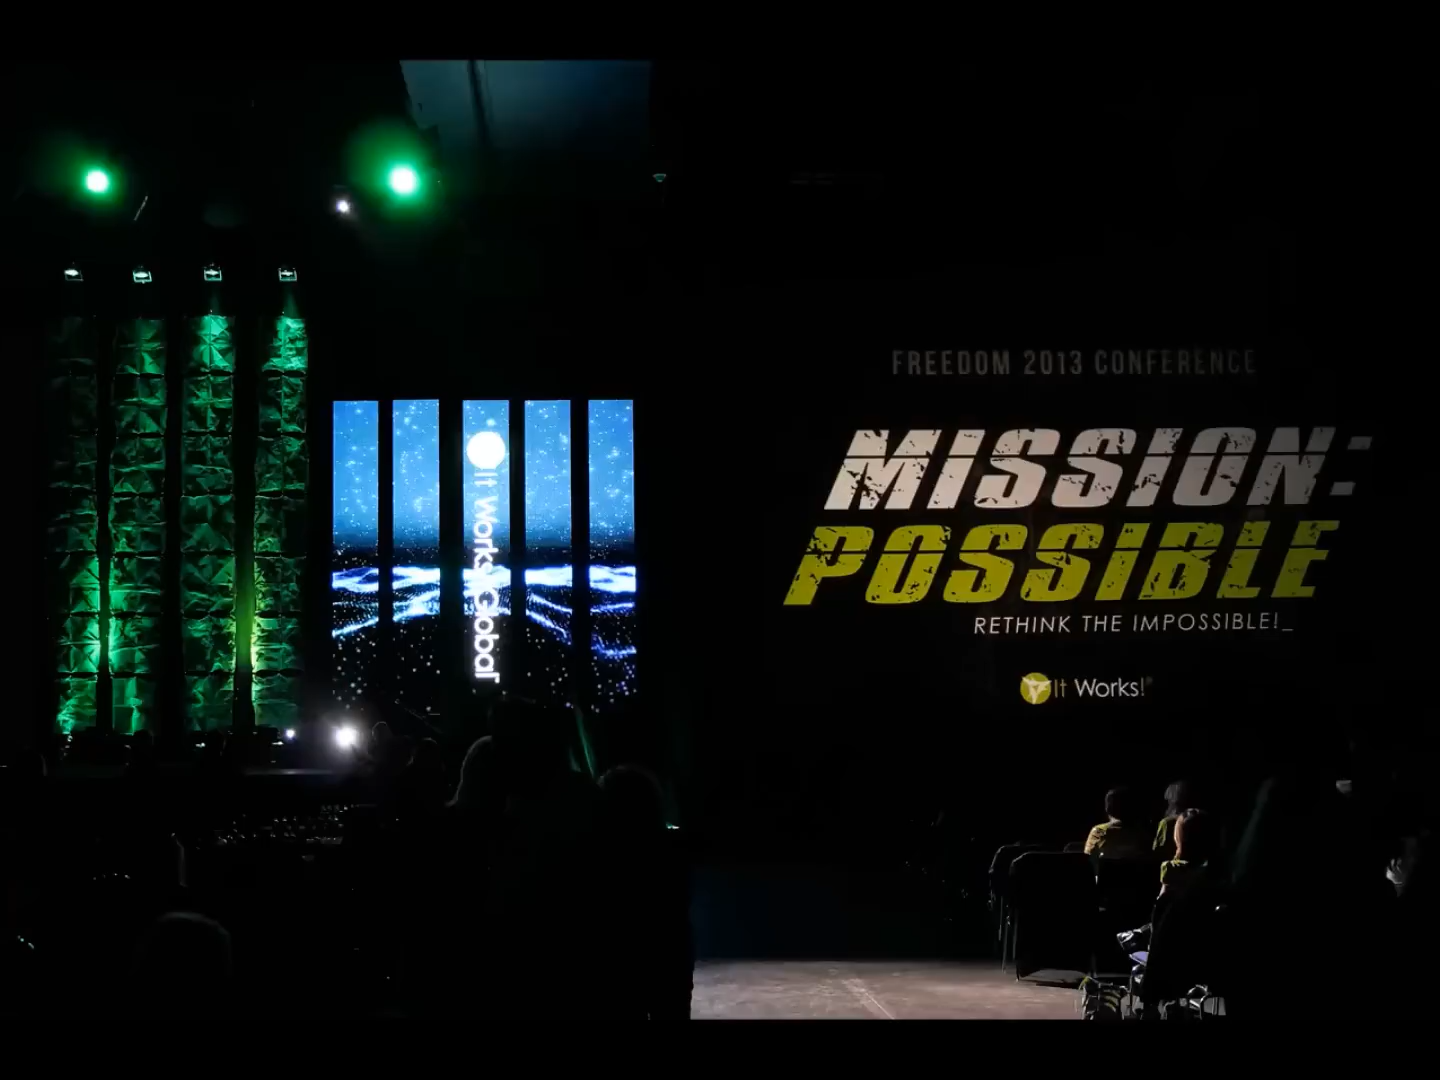 It Works! Global
FREEDOM 2013 CONFERENCE
MISSION:
POSSIBLE
RETHINK THE IMPOSSIBLE!_
It Works!